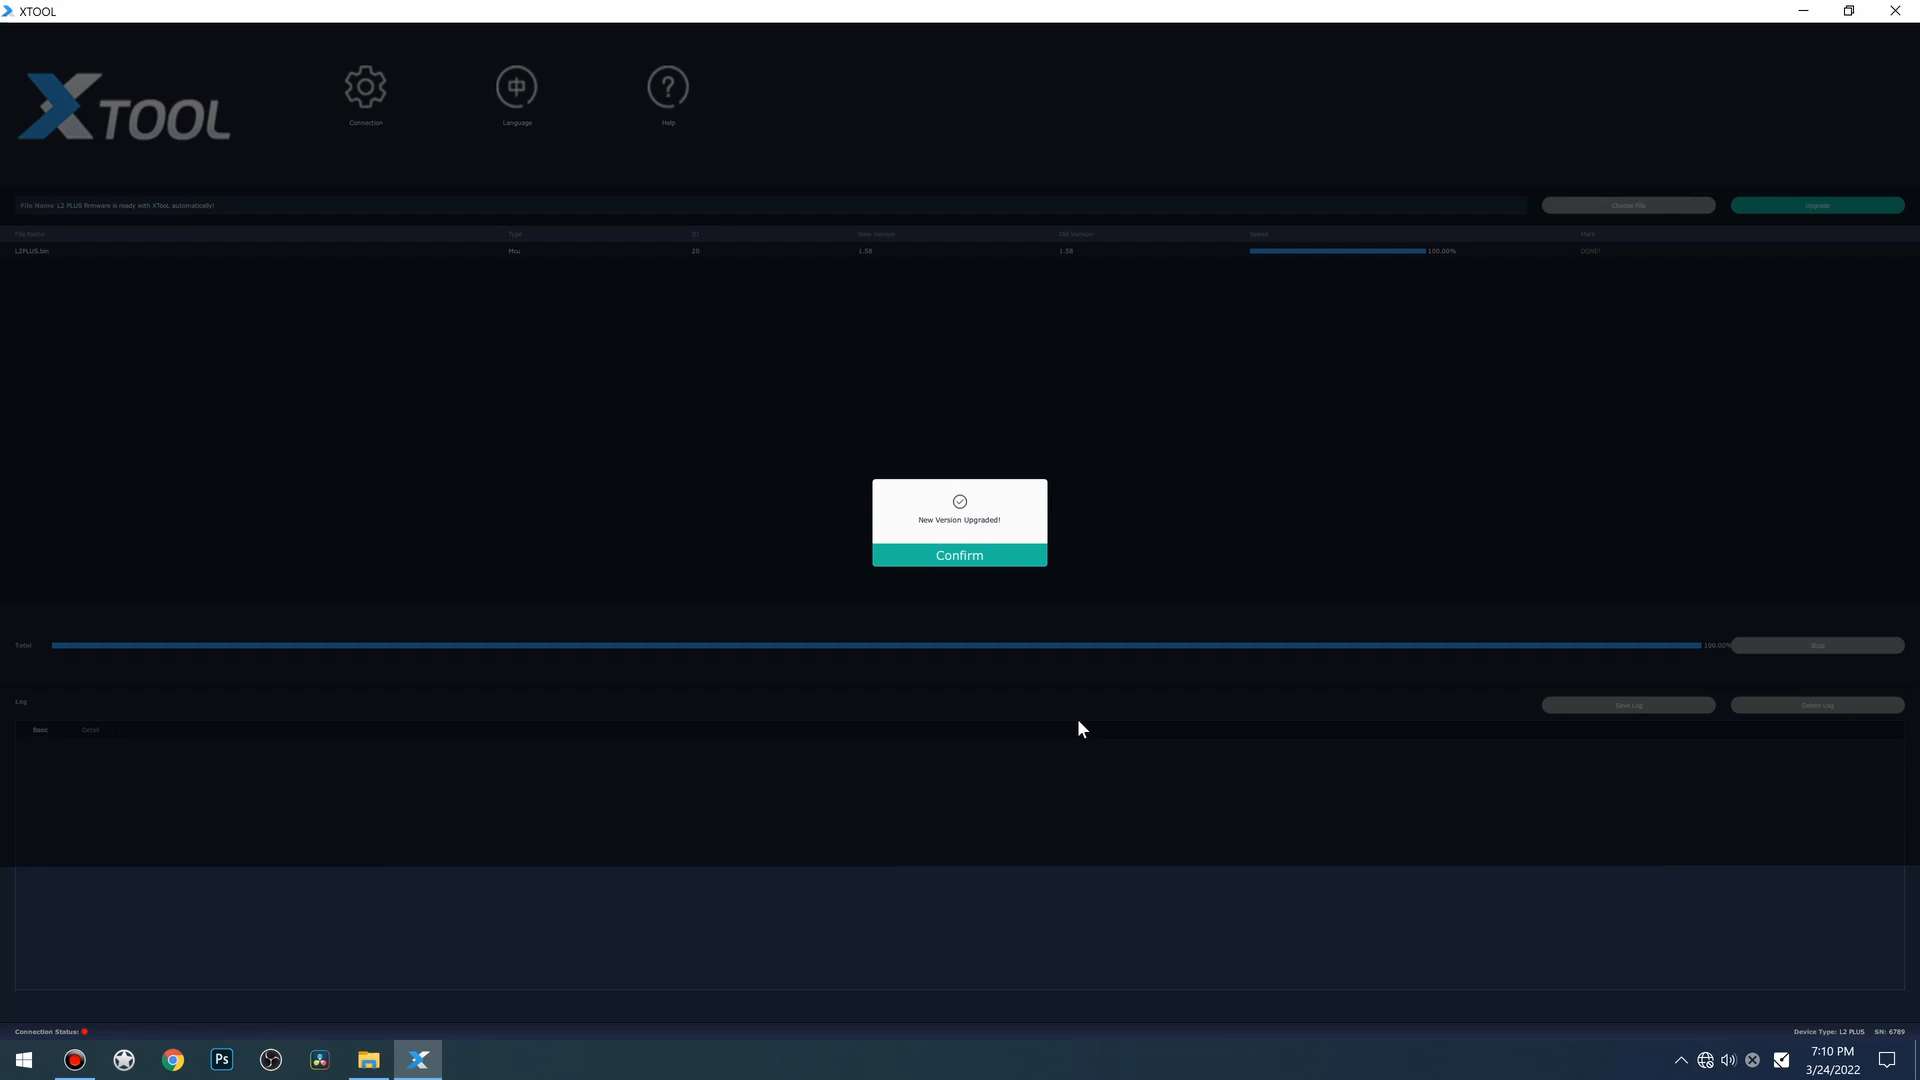 XTOOL
XTOOL
Connection
Language
Help
File Name L2 PLUS firmware is ready with XTooL automatically!
Choose File
Upgrade
File Name Type ID New Version Old Version Speed Mark
L2PLUS.bin Mcu 20 1.58 1.58 100.00% DONE!
New Version Upgraded!
Confirm
Total 100.00% Stop
Log
Save Log
Delete Log
Basic
Detail
Connection Status:
Device Type: L2 PLUS SN: 6789
Ps
7:10 PM
3/24/2022